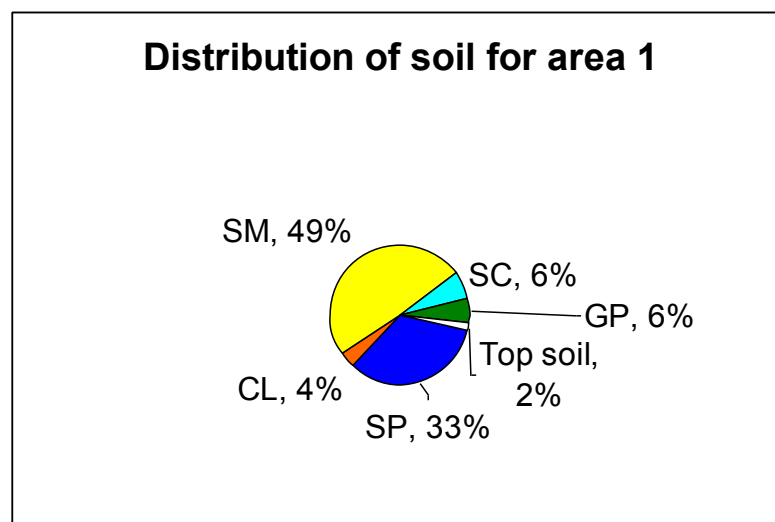 Distribution of soil for area 1
SM, 49%
SC, 6%
GP, 6%
Top soil,
2%
CL, 4%
SP, 33%